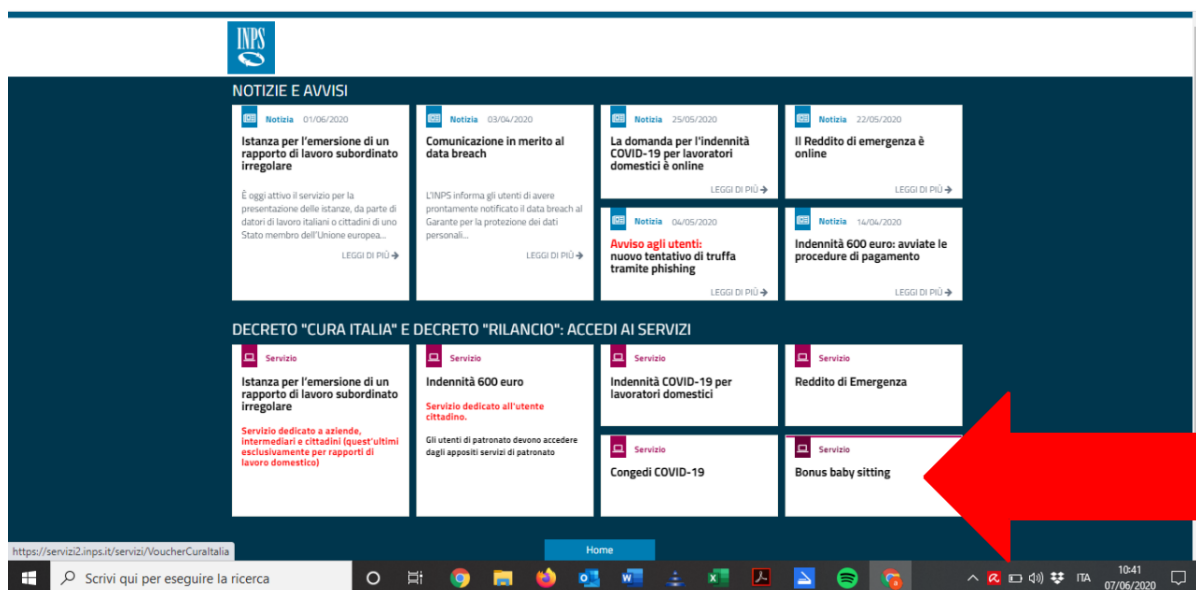 INPS
NOTIZIE E AVVISI
Notizia 01/06/2020
Istanza per l'emersione di un
rapporto di lavoro subordinato
irregolare
È oggi attivo il servizio per la
presentazione delle istanze, da parte di
datori di lavoro italiani o cittadini di uno
Stato membro dell'Unione europea...
LEGGI DI PIÙ
Notizia 03/04/2020
Comunicazione in merito al
data breach
L'INPS informa gli utenti di avere
prontamente notificato il data breach al
Garante per la protezione dei dati
personali...
LEGGI DI PIÙ
Notizia 25/05/2020
La domanda per l'indennità
COVID-19 per lavoratori
domestici è online
LEGGI DI PIÙ
Notizia 22/05/2020
Il Reddito di emergenza è
online
LEGGI DI PIÙ
Notizia 04/05/2020
Avviso agli utenti:
nuovo tentativo di truffa
tramite phishing
LEGGI DI PIÙ
Notizia 14/04/2020
Indennità 600 euro: avviate le
procedure di pagamento
LEGGI DI PIÙ
DECRETO "CURA ITALIA" E DECRETO "RILANCIO": ACCEDI AI SERVIZI
Servizio
Istanza per l'emersione di un
rapporto di lavoro subordinato
irregolare
Servizio dedicato a aziende,
intermediari e cittadini (quest'ultimi
esclusivamente per rapporti di
lavoro domestico)
Servizio
Indennità 600 euro
Servizio dedicato all'utente
cittadino.
Gli utenti di patronato devono accedere
dagli appositi servizi di patronato
Servizio
Indennità COVID-19 per
lavoratori domestici
Servizio
Reddito di Emergenza
Servizio
Congedi COVID-19
Servizio
Bonus baby sitting
https://servizi2.inps.it/servizi/VoucherCuraItalia
Home
Scrivi qui per eseguire la ricerca
ITA
10:41
07/06/2020